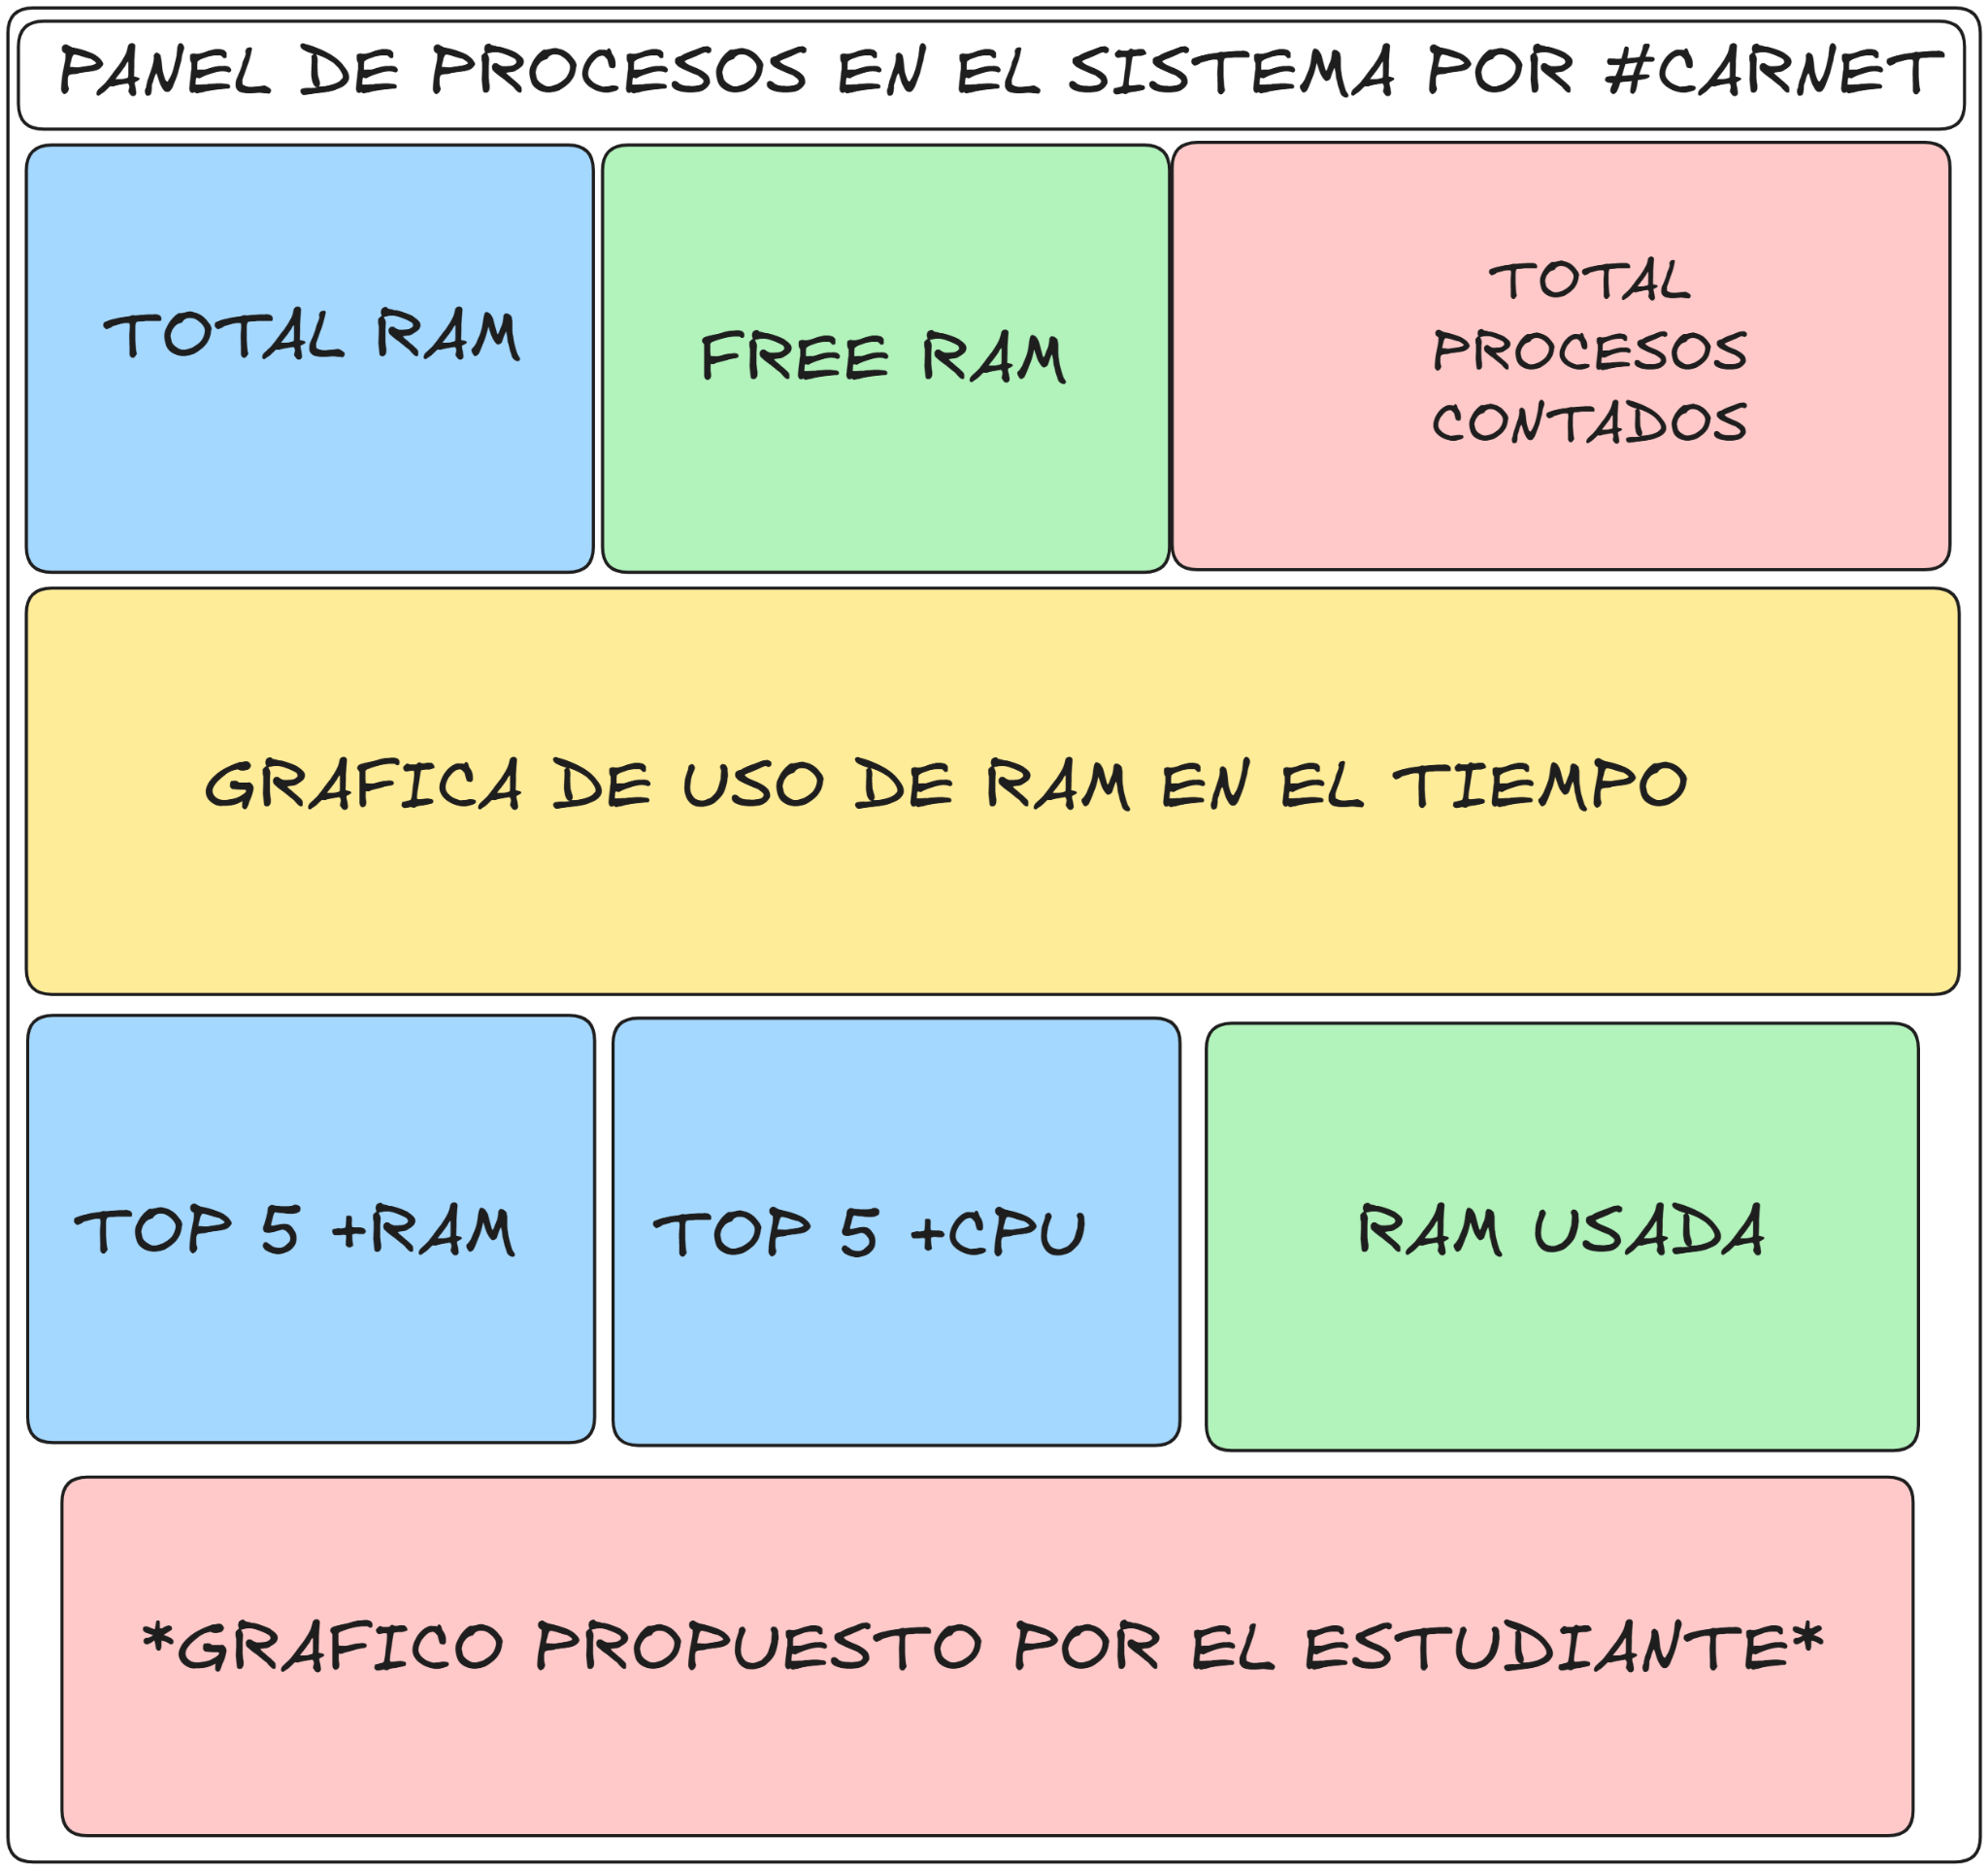 PANEL DE PROCESOS EN EL SISTEMA POR #CARNET
TOTAL RAM
FREE RAM
TOTAL
PROCESOS
CONTADOS
GRAFICA DE USO DE RAM EN EL TIEMPO
TOP 5 +RAM
TOP 5 +CPU
RAM USADA
*GRAFICO PROPUESTO POR EL ESTUDIANTE*